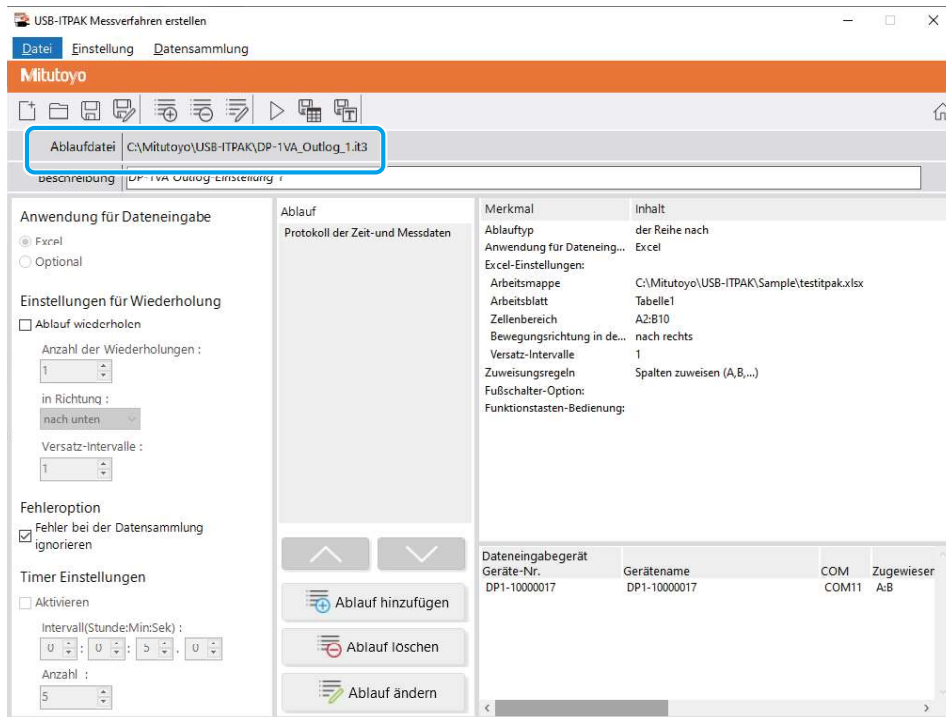 USB-ITPAK Messverfahren erstellen
Datei Einstellung Datensammlung
Mitutoyo
Ablaufdatei C:\Mitutoyo\USB-ITPAK\DP-1VA_Outlog_1.it3
Beschreibung DP-1VA Outlog-Einstellung 1
Anwendung für Dateneingabe
Excel
Optional
Einstellungen für Wiederholung
Ablauf wiederholen
Anzahl der Wiederholungen :
1
in Richtung :
nach unten
Versatz-Intervalle :
1
Fehleroption
Fehler bei der Datensammlung
ignorieren
Timer Einstellungen
Aktivieren
Intervall(Stunde:Min:Sek) :
0 : 0 : 5 . 0
Anzahl :
5
Ablauf
Protokoll der Zeit-und Messdaten
Ablauf hinzufügen
Ablauf löschen
Ablauf ändern
Merkmal Inhalt
Ablauftyp der Reihe nach
Anwendung für Dateneing... Excel
Excel-Einstellungen:
Arbeitsmappe C:\Mitutoyo\USB-ITPAK\Sample\testitpak.xlsx
Arbeitsblatt Tabelle1
Zellenbereich A2:B10
Bewegungsrichtung in de... nach rechts
Versatz-Intervalle 1
Zuweisungsregeln Spalten zuweisen (A,B,...)
Fußschalter-Option:
Funktionstasten-Bedienung:
Dateneingabegerät
Geräte-Nr. Gerätename COM Zugewiesen
DP1-10000017 DP1-10000017 COM11 A:B